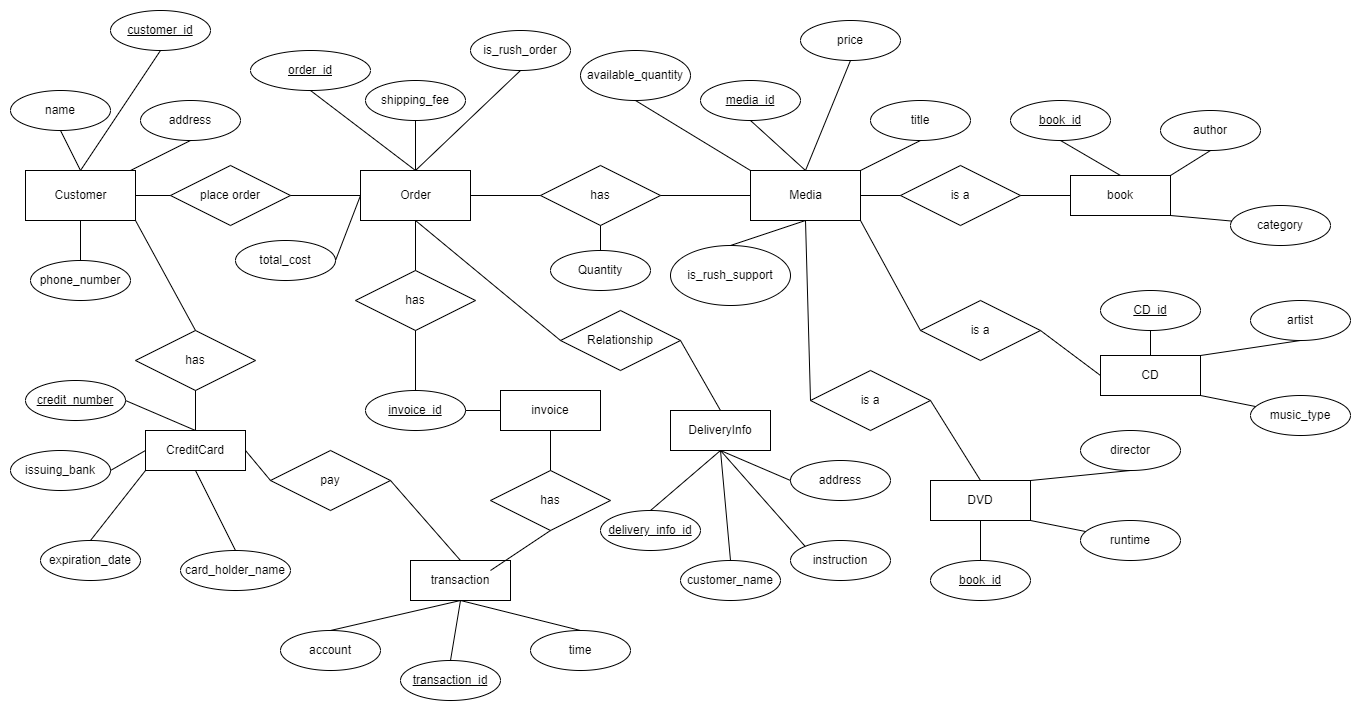 customer_id
price
is_rush_order
order_id
available_quantity
shipping_fee
media_id
name
address
title
book_id
author
Customer
place order
Order
has
Media
is a
book
category
total_cost
Quantity
is_rush_support
phone_number
has
CD_id
artist
Relationship
is a
has
CD
credit_number
invoice_id
invoice
is a
music_type
DeliveryInfo
CreditCard
director
issuing_bank
pay
address
has
DVD
delivery_info_id
runtime
expiration_date
card_holder_name
transaction
customer_name
instruction
book_id
account
time
transaction_id